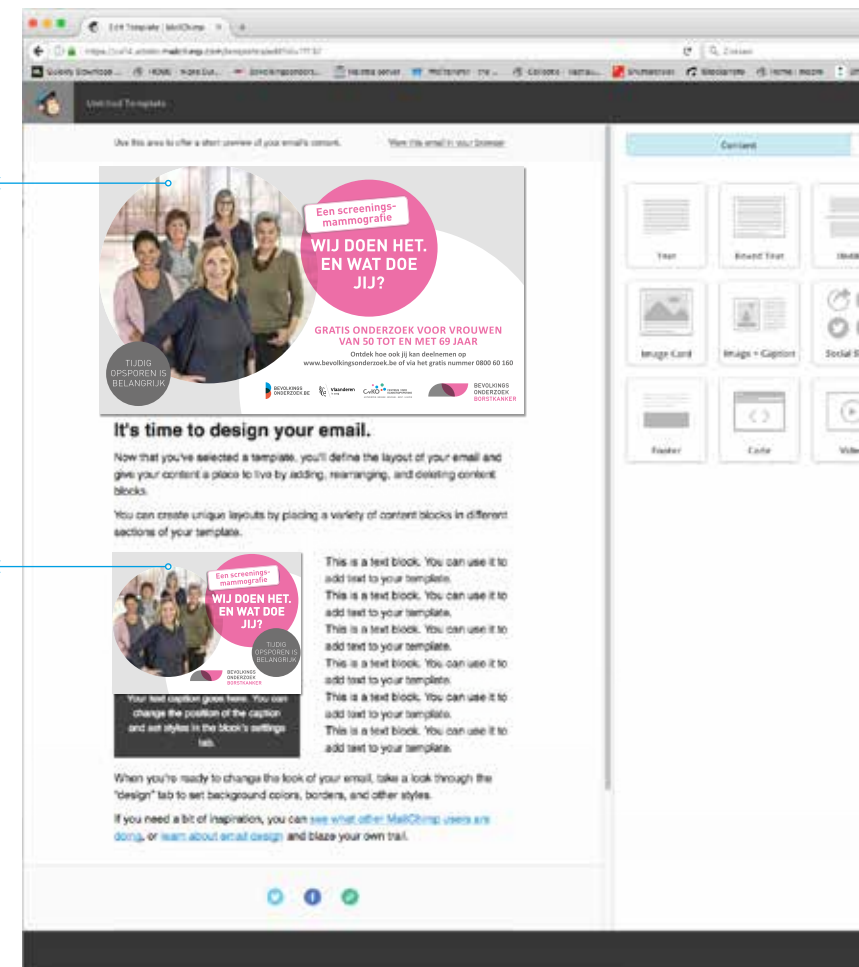 Edit Template | MailChimp
Untitled Template
Use this area to offer a short preview of your email's content.
View this email in your browser
Content
Een screenings-
mammografie
WIJ DOEN HET.
EN WAT DOE
JIJ?
GRATIS ONDERZOEK VOOR VROUWEN
VAN 50 TOT EN MET 69 JAAR
Ontdek hoe ook jij kan deelnemen op
www.bevolkingsonderzoek.be of via het gratis nummer 0800 60 160
TIJDIG
OPSPOREN IS
BELANGRIJK
BEVOLKINGS
ONDERZOEK.BE
Vlaanderen
BEVOLKINGS
ONDERZOEK
BORSTKANKER
Text
Boxed Text
Image Card
Image + Caption
Social S
Footer
Code
Video
It's time to design your email.
Now that you've selected a template, you'll define the layout of your email and
give your content a place to live by adding, rearranging, and deleting content
blocks.
You can create unique layouts by placing a variety of content blocks in different
sections of your template.
Een screenings-
mammografie
WIJ DOEN HET.
EN WAT DOE
JIJ?
TIJDIG
OPSPOREN IS
BELANGRIJK
BEVOLKINGS
ONDERZOEK
BORSTKANKER
Your text caption goes here. You can
change the position of the caption
and set styles in the block's settings
tab.
This is a text block. You can use it to
add text to your template.
This is a text block. You can use it to
add text to your template.
This is a text block. You can use it to
add text to your template.
This is a text block. You can use it to
add text to your template.
This is a text block. You can use it to
add text to your template.
This is a text block. You can use it to
add text to your template.
When you're ready to change the look of your email, take a look through the
"design" tab to set background colors, borders, and other styles.
If you need a bit of inspiration, you can see what other MailChimp users are
doing, or learn about email design and blaze your own trail.